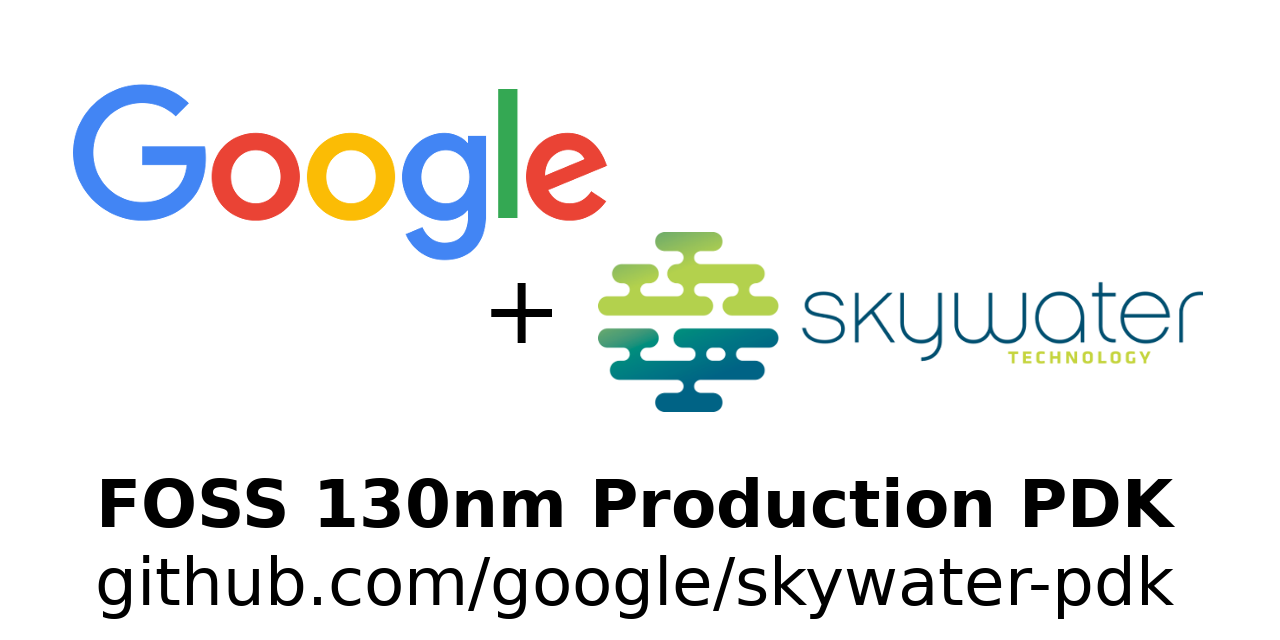 Google
+
skywater
TECHNOLOGY
FOSS 130nm Production PDK
github.com/google/skywater-pdk